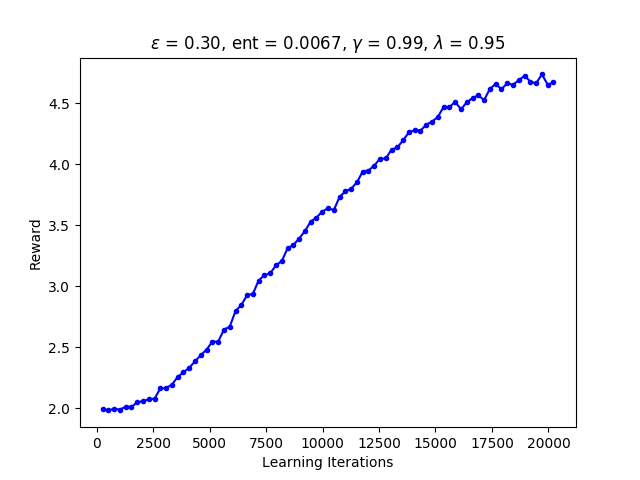 ε = 0.30, ent = 0.0067, γ = 0.99, λ = 0.95
4.5
4.0
3.5
3.0
2.5
2.0
Reward
0 2500 5000 7500 10000 12500 15000 17500 20000
Learning Iterations